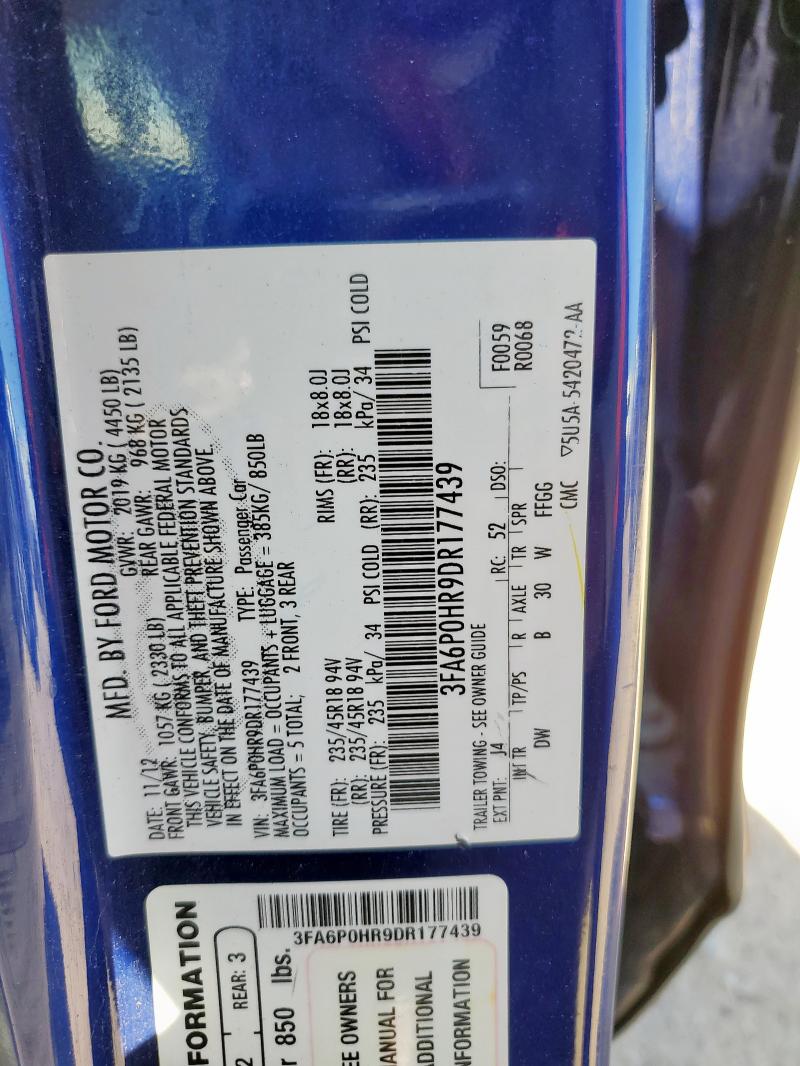 MFD. BY FORD MOTOR CO.
DATE: 11/12 GVWR: 2019 KG ( 4450 LB)
FRONT GAWR: 1057 KG ( 2330 LB) REAR GAWR: 968 KG ( 2135 LB)
THIS VEHICLE CONFORMS TO ALL APPLICABLE FEDERAL MOTOR
VEHICLE SAFETY, BUMPER, AND THEFT PREVENTION STANDARDS
IN EFFECT ON THE DATE OF MANUFACTURE SHOWN ABOVE.
VIN: 3FA6P0HR9DR177439 TYPE: Passenger Car
MAXIMUM LOAD = OCCUPANTS + LUGGAGE = 385KG/ 850LB
OCCUPANTS = 5 TOTAL; 2 FRONT, 3 REAR
TIRE (FR): 235/45R18 94V RIMS (FR): 18x8.0J
(RR): 235/45R18 94V (RR): 18x8.0J
PRESSURE (FR): 235 kPa/ 34 PSI COLD (RR): 235 kPa/ 34 PSI COLD
3FA6P0HR9DR177439
TRAILER TOWING - SEE OWNER GUIDE
EXT PNT: J4 RC: 52 DSO: F0059
R0068
INT TR TP/PS R AXLE TR SPR
DW B 30 W FFGG
CMC ▽5U5A-5420472-AA
FORMATION
2 REAR: 3
r 850 lbs.
3FA6P0HR9DR177439
EE OWNERS
ANUAL FOR
DDITIONAL
NFORMATION